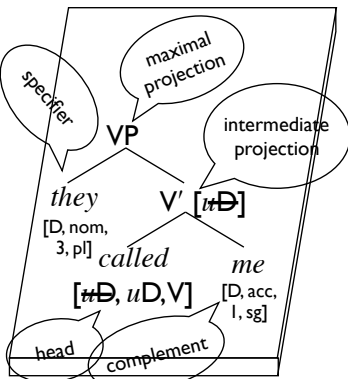 maximal
projection
specifier
VP
intermediate
projection
they
V′ [uD]
[D, nom,
3, pl]
called
me
[uD, uD,V]
[D, acc,
1, sg]
head
complement